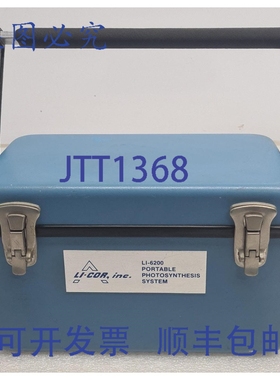 图必究
JTT1368
LI-COR, inc.
LI-6200
PORTABLE
PHOTOSYNTHESIS
SYSTEM
可开发票 顺丰包邮